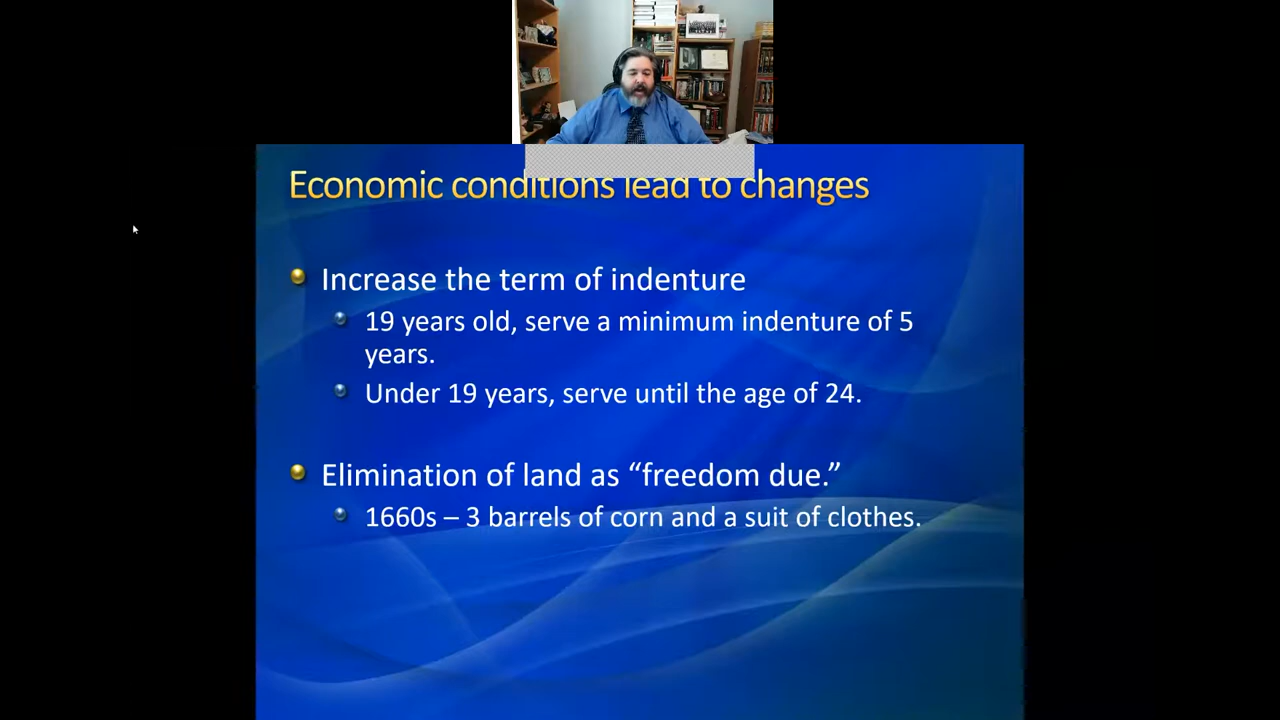 Economic conditions lead to changes
Increase the term of indenture
19 years old, serve a minimum indenture of 5
years.
Under 19 years, serve until the age of 24.
Elimination of land as “freedom due.”
1660s – 3 barrels of corn and a suit of clothes.